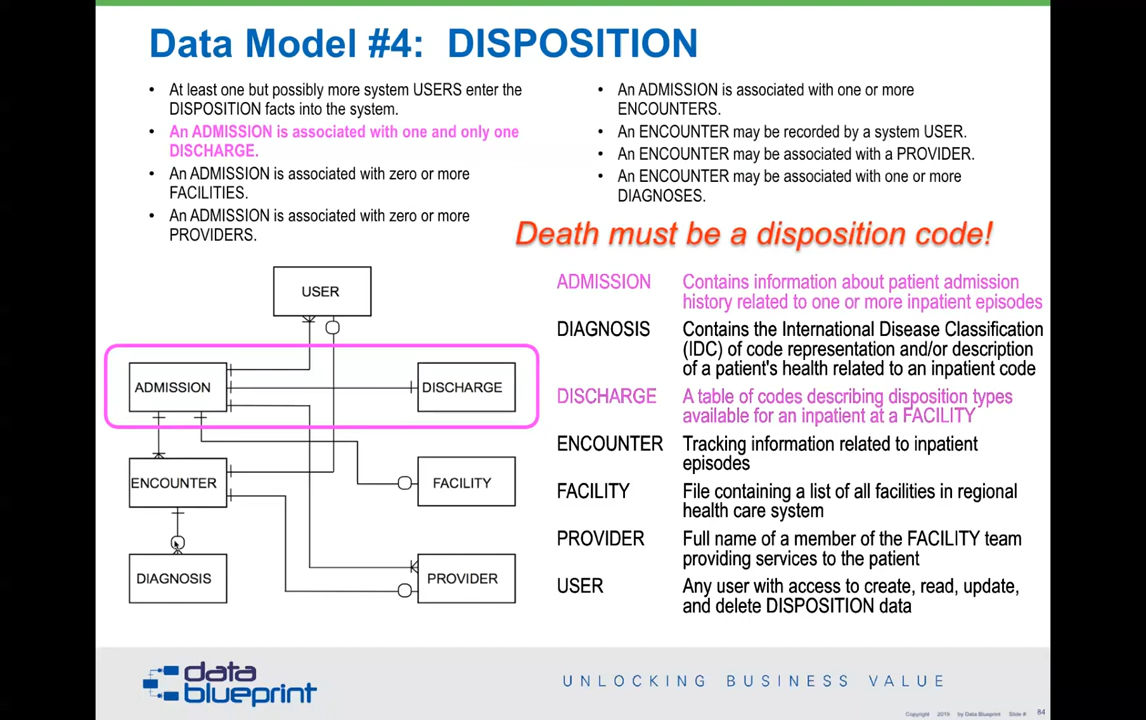 Data Model #4: DISPOSITION
• At least one but possibly more system USERS enter the
DISPOSITION facts into the system.
• An ADMISSION is associated with one and only one
DISCHARGE.
• An ADMISSION is associated with zero or more
FACILITIES.
• An ADMISSION is associated with zero or more
PROVIDERS.
• An ADMISSION is associated with one or more
ENCOUNTERS.
• An ENCOUNTER may be recorded by a system USER.
• An ENCOUNTER may be associated with a PROVIDER.
• An ENCOUNTER may be associated with one or more
DIAGNOSES.
Death must be a disposition code!
USER
ADMISSION
DISCHARGE
ENCOUNTER
FACILITY
DIAGNOSIS
PROVIDER
ADMISSION Contains information about patient admission
history related to one or more inpatient episodes
DIAGNOSIS Contains the International Disease Classification
(IDC) of code representation and/or description
of a patient's health related to an inpatient code
DISCHARGE A table of codes describing disposition types
available for an inpatient at a FACILITY
ENCOUNTER Tracking information related to inpatient
episodes
FACILITY File containing a list of all facilities in regional
health care system
PROVIDER Full name of a member of the FACILITY team
providing services to the patient
USER Any user with access to create, read, update,
and delete DISPOSITION data
data
blueprint
UNLOCKING BUSINESS VALUE
Copyright 2019 by Data Blueprint Slide # 84